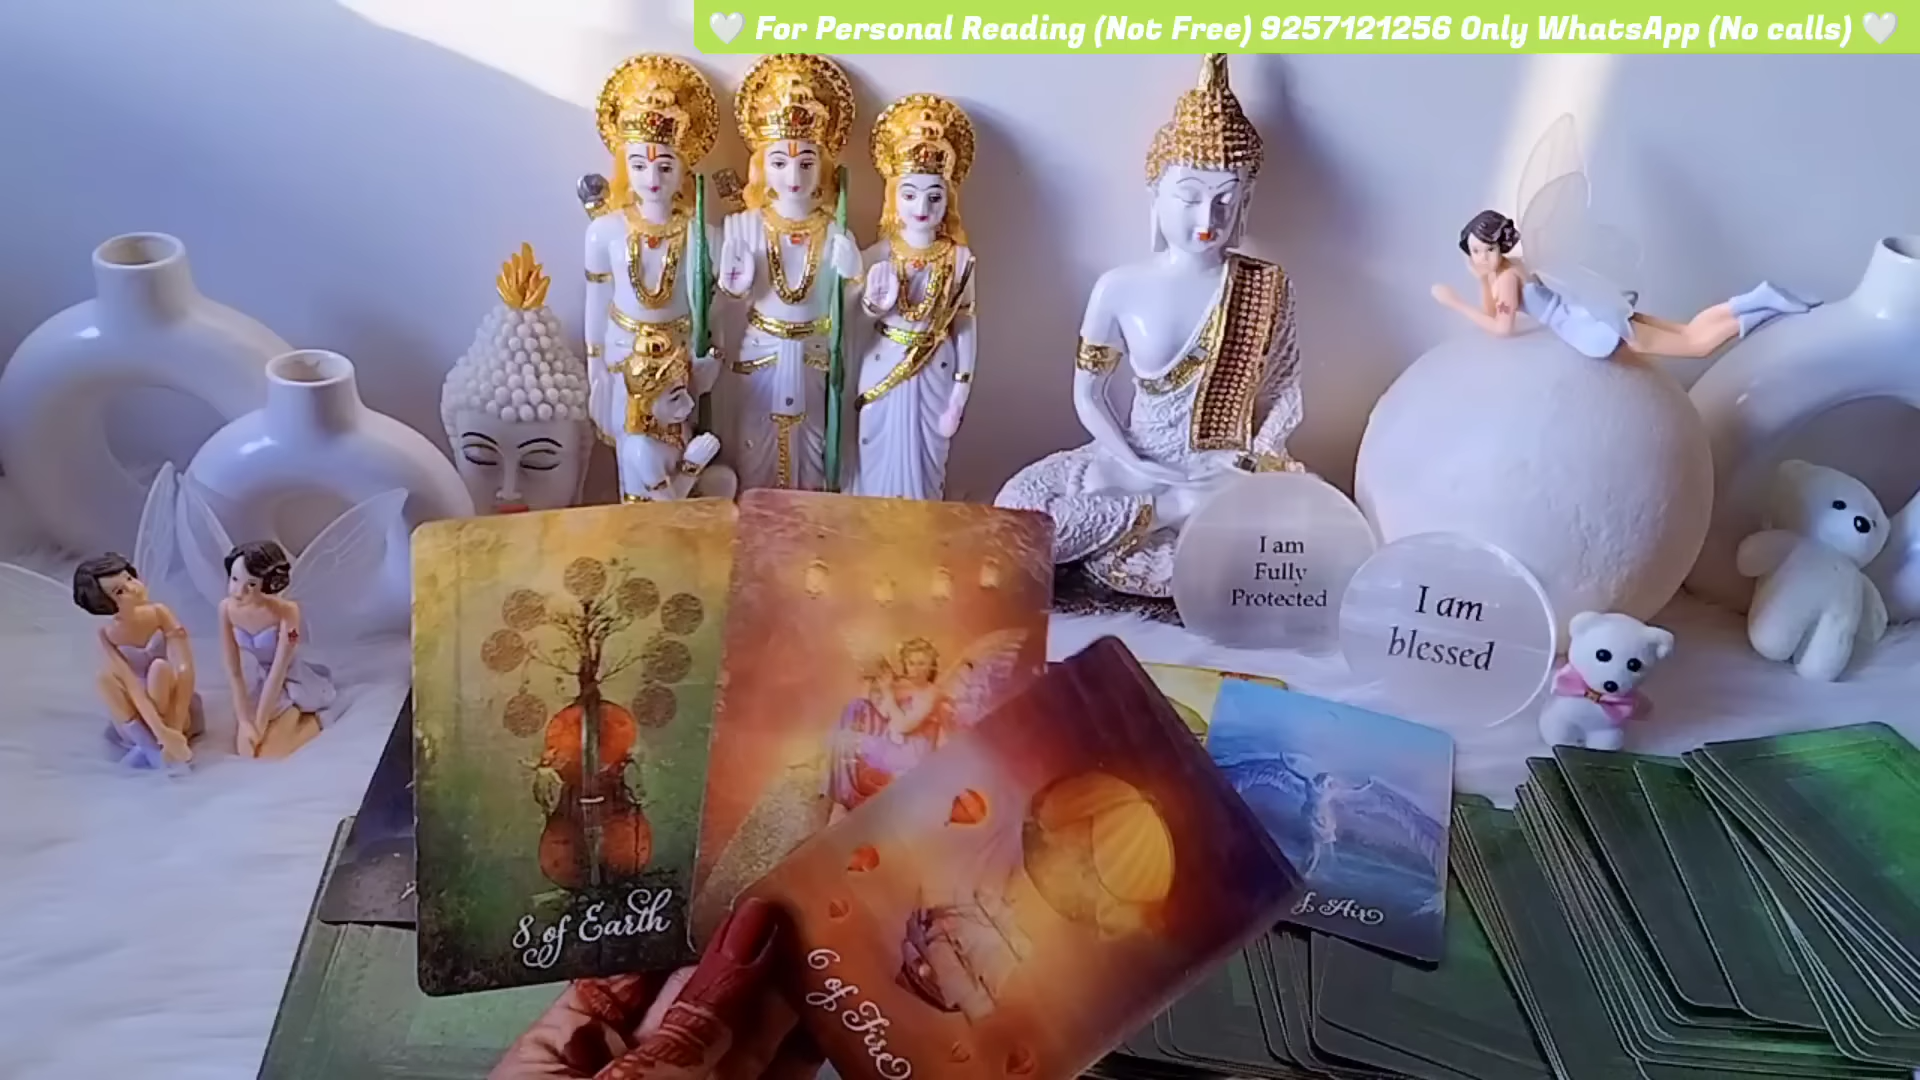 🤍 For Personal Reading (Not Free) 9257121256 Only WhatsApp (No calls) 🤍
I am
Fully
Protected
I am
blessed
of Air
8 of Earth
6 of Fire